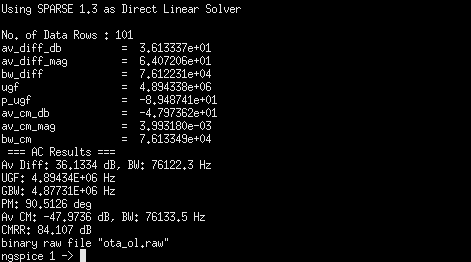 Using SPARSE 1.3 as Direct Linear Solver
No. of Data Rows : 101
av_diff_db = 3.613337e+01
av_diff_mag = 6.407206e+01
bw_diff = 7.612231e+04
ugf = 4.894338e+06
p_ugf = -8.948741e+01
av_cm_db = -4.797362e+01
av_cm_mag = 3.993180e-03
bw_cm = 7.613349e+04
=== AC Results ===
Av Diff: 36.1334 dB, BW: 76122.3 Hz
UGF: 4.89434E+06 Hz
GBW: 4.87731E+06 Hz
PM: 90.5126 deg
Av CM: -47.9736 dB, BW: 76133.5 Hz
CMRR: 84.107 dB
binary raw file "ota_ol.raw"
ngspice 1 ->